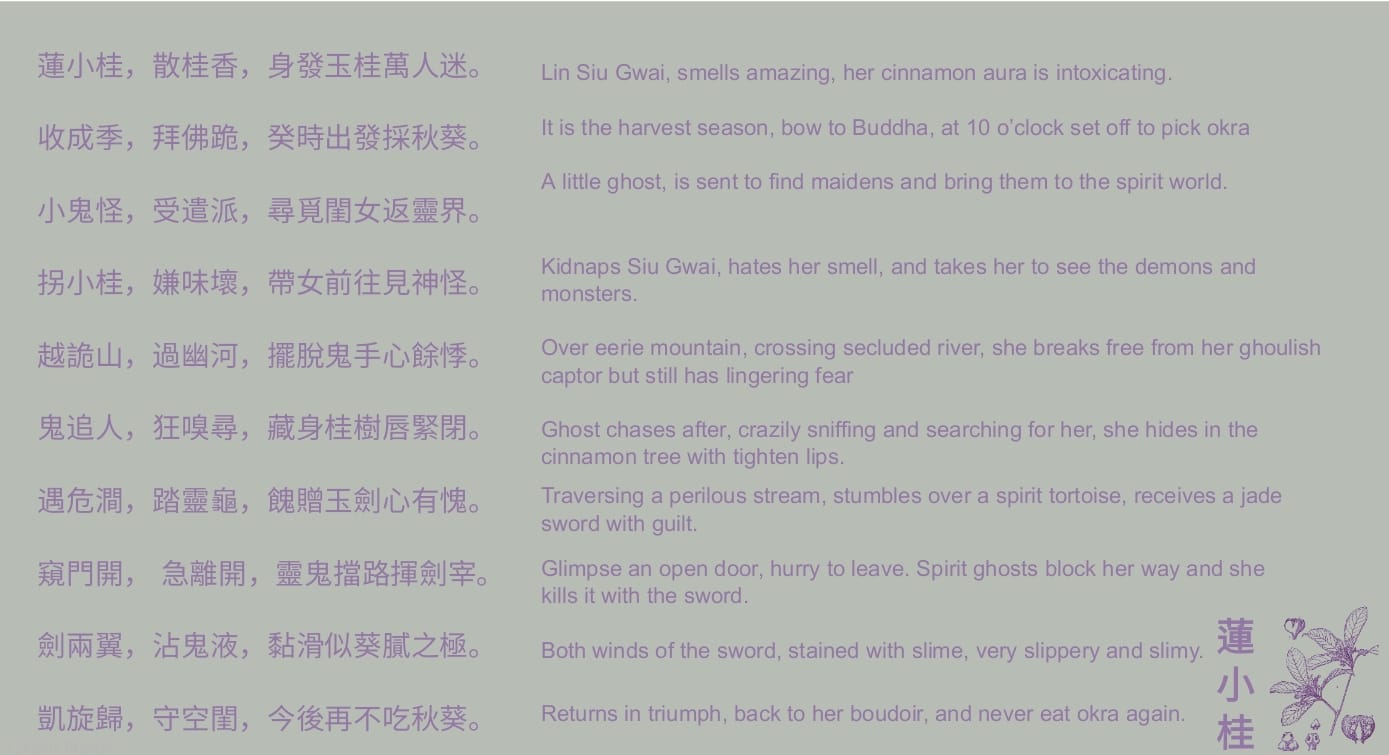 蓮小桂，散桂香，身發玉桂萬人迷。
Lin Siu Gwai, smells amazing, her cinnamon aura is intoxicating.
收成季，拜佛跪，癸時出發採秋葵。
It is the harvest season, bow to Buddha, at 10 o’clock set off to pick okra
小鬼怪，受遣派，尋覓閨女返靈界。
A little ghost, is sent to find maidens and bring them to the spirit world.
拐小桂，嫌味壞，帶女前往見神怪。
Kidnaps Siu Gwai, hates her smell, and takes her to see the demons and
monsters.
越詭山，過幽河，擺脫鬼手心餘悸。
Over eerie mountain, crossing secluded river, she breaks free from her ghoulish
captor but still has lingering fear
鬼追人，狂嗅尋，藏身桂樹唇緊閉。
Ghost chases after, crazily sniffing and searching for her, she hides in the
cinnamon tree with tighten lips.
遇危澗，踏靈龜，餽贈玉劍心有愧。
Traversing a perilous stream, stumbles over a spirit tortoise, receives a jade
sword with guilt.
窺門開， 急離開，靈鬼擋路揮劍宰。
Glimpse an open door, hurry to leave. Spirit ghosts block her way and she
kills it with the sword.
劍兩翼，沾鬼液，黏滑似葵膩之極。
Both winds of the sword, stained with slime, very slippery and slimy.
凱旋歸，守空閨，今後再不吃秋葵。
Returns in triumph, back to her boudoir, and never eat okra again.
蓮小桂